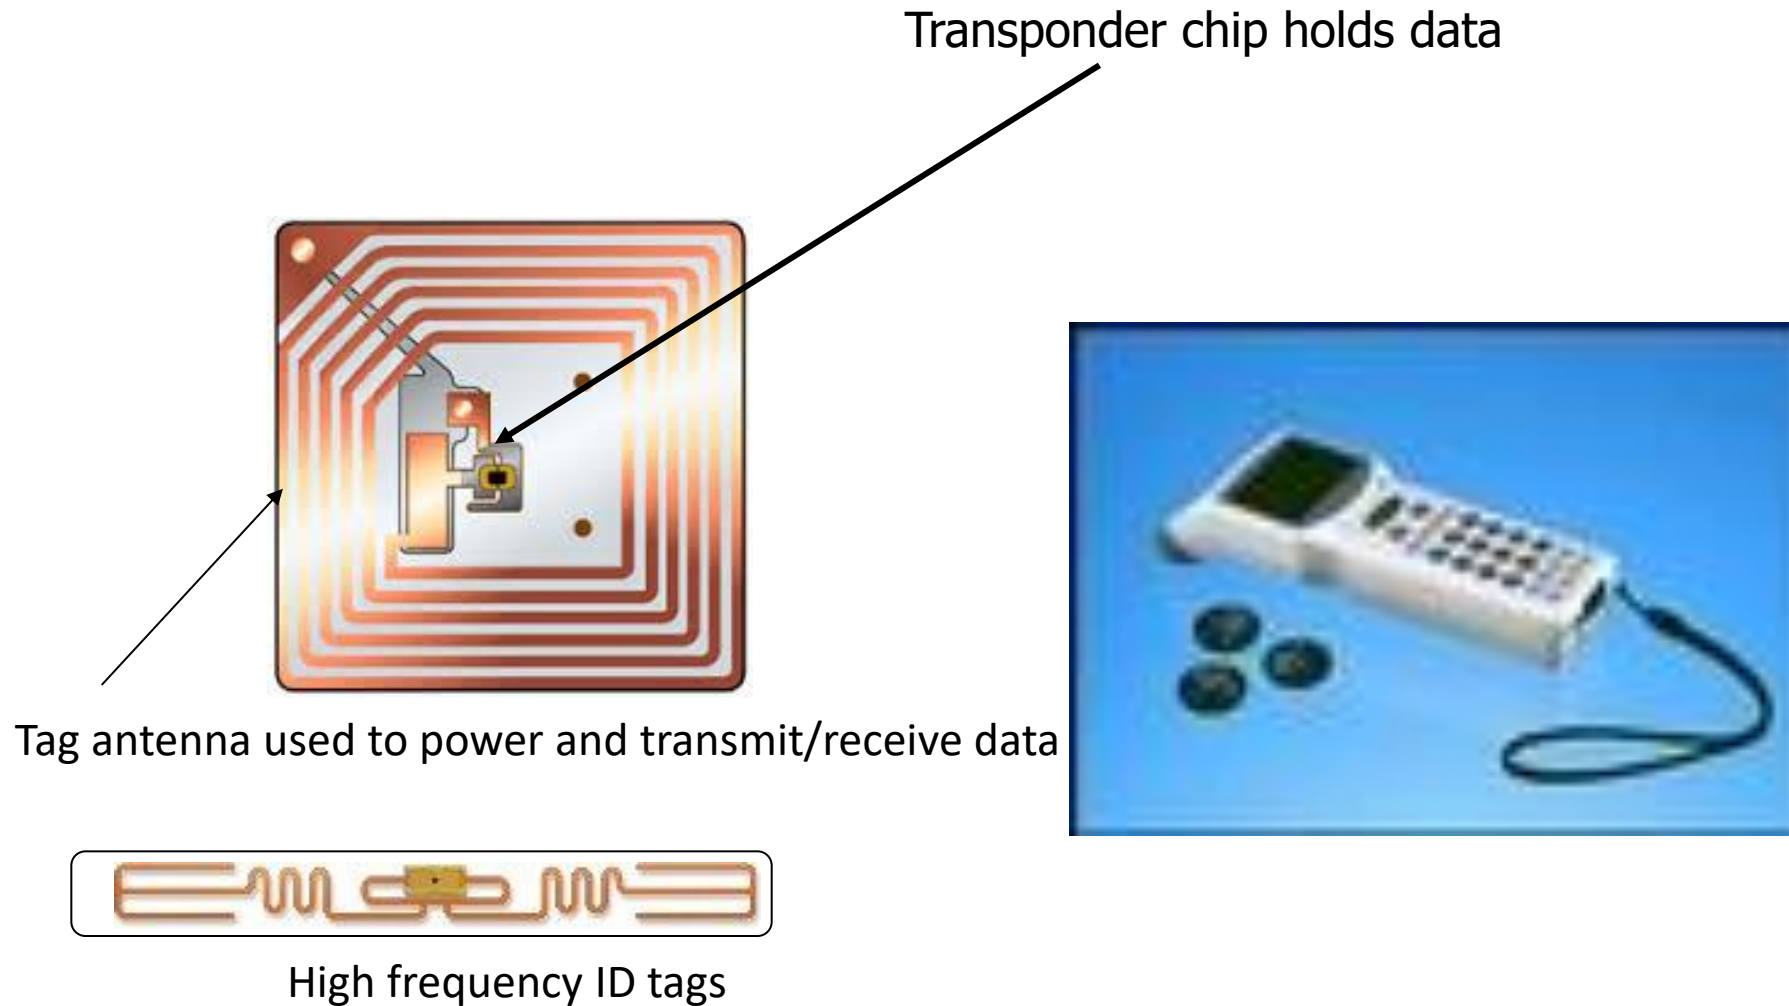 Transponder chip holds data
Tag antenna used to power and transmit/receive data
High frequency ID tags